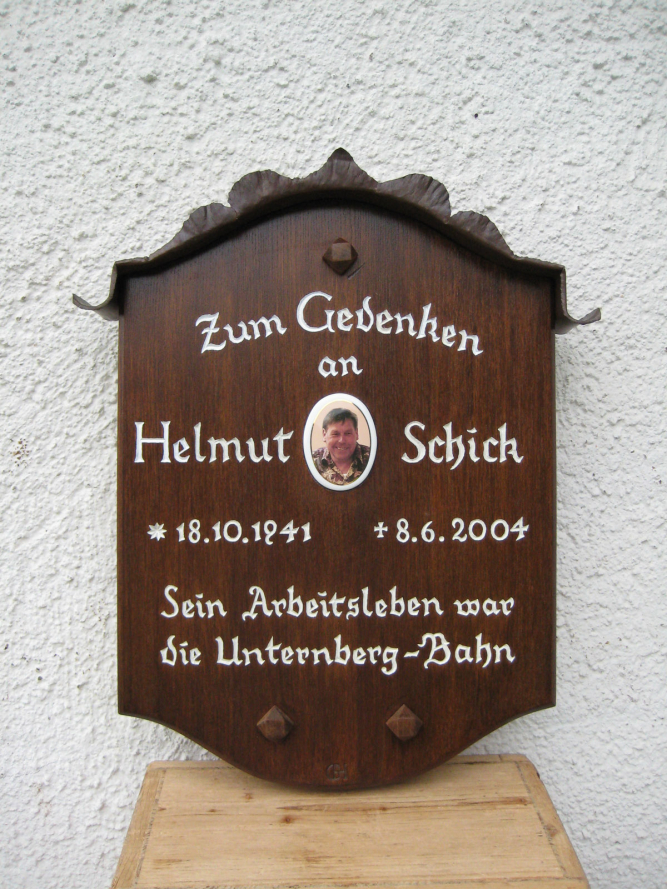 Zum Gedenken
an
Helmut Schick
* 18.10.1941 + 8.6.2004
Sein Arbeitsleben war
die Unternberg-Bahn